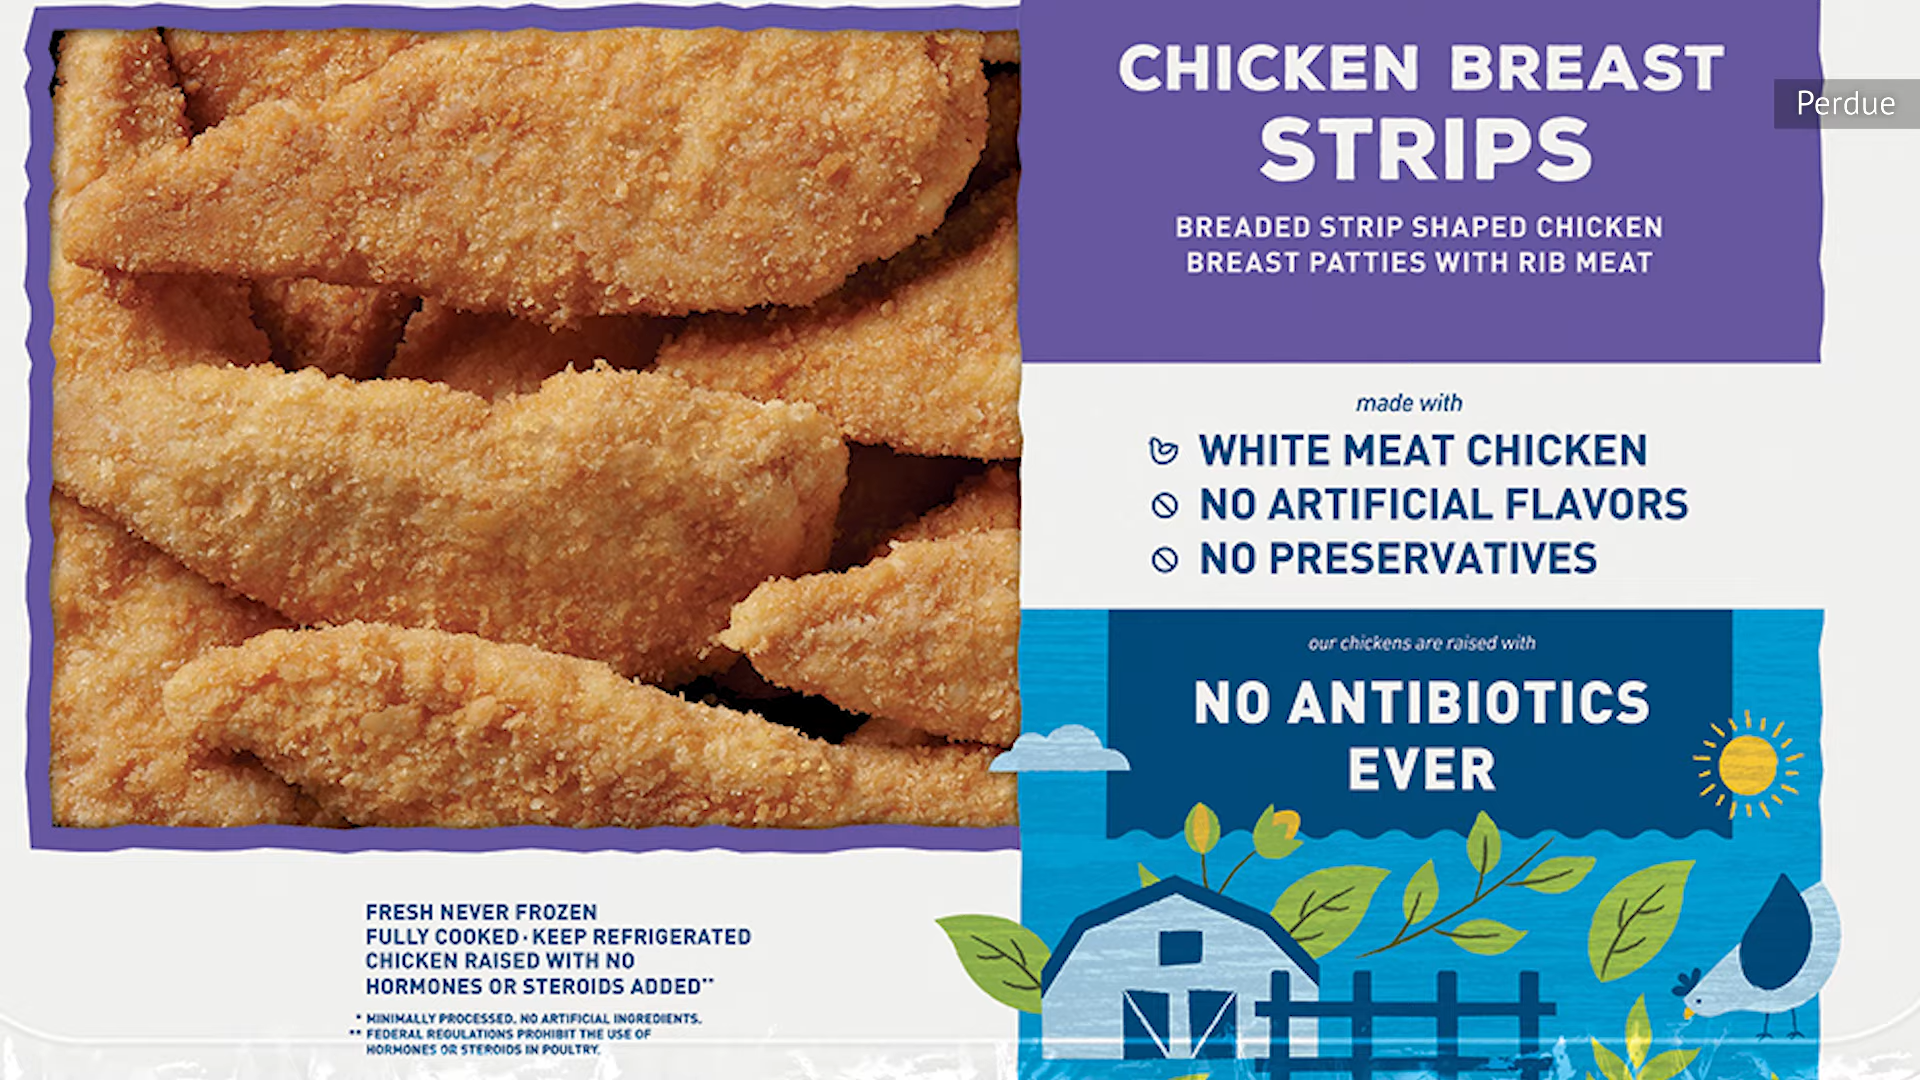 CHICKEN BREAST
STRIPS
Perdue
BREADED STRIP SHAPED CHICKEN
BREAST PATTIES WITH RIB MEAT
made with
WHITE MEAT CHICKEN
NO ARTIFICIAL FLAVORS
NO PRESERVATIVES
our chickens are raised with
NO ANTIBIOTICS
EVER
FRESH NEVER FROZEN
FULLY COOKED · KEEP REFRIGERATED
CHICKEN RAISED WITH NO
HORMONES OR STEROIDS ADDED**
* MINIMALLY PROCESSED. NO ARTIFICIAL INGREDIENTS.
** FEDERAL REGULATIONS PROHIBIT THE USE OF
HORMONES OR STEROIDS IN POULTRY.